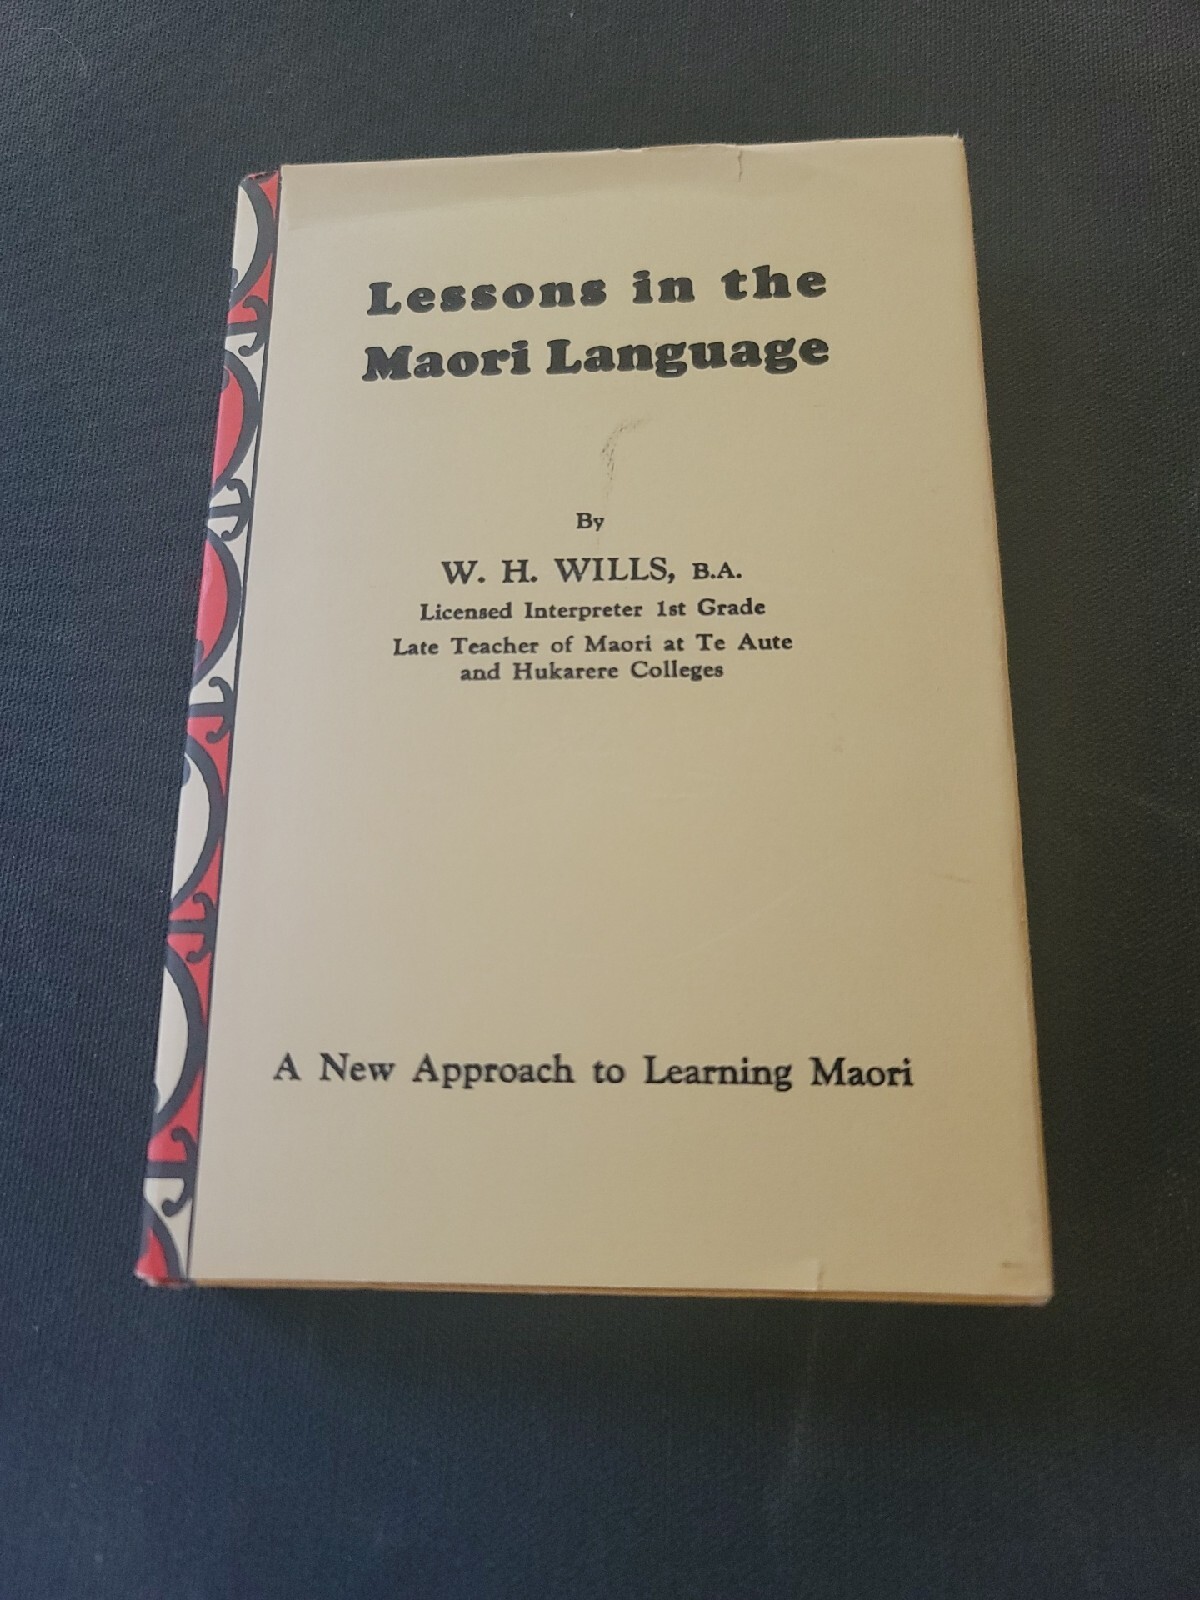 Lessons in the
Maori Language
By
W. H. WILLS, B.A.
Licensed Interpreter 1st Grade
Late Teacher of Maori at Te Aute
and Hukarere Colleges
A New Approach to Learning Maori